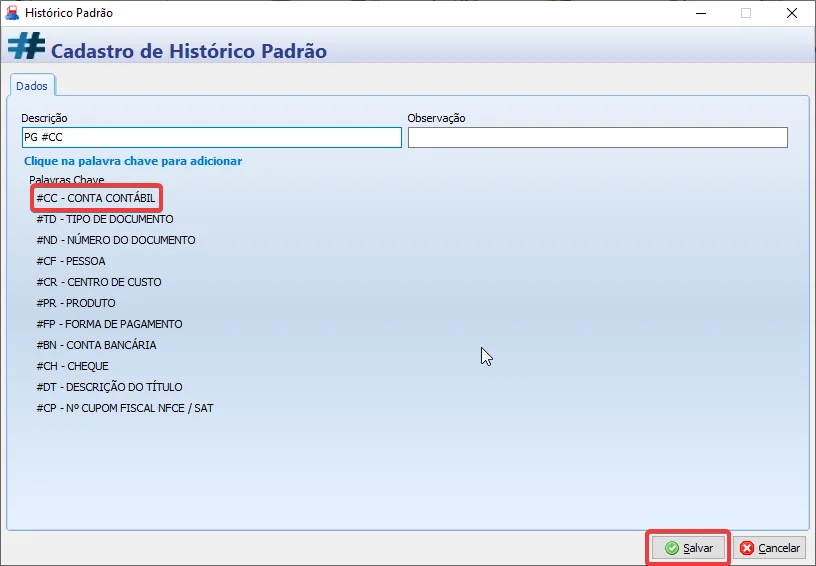 Histórico Padrão
Cadastro de Histórico Padrão
Dados
Descrição
Observação
PG #CC
Clique na palavra chave para adicionar
Palavras Chave
#CC - CONTA CONTÁBIL
#TD - TIPO DE DOCUMENTO
#ND - NÚMERO DO DOCUMENTO
#CF - PESSOA
#CR - CENTRO DE CUSTO
#PR - PRODUTO
#FP - FORMA DE PAGAMENTO
#BN - CONTA BANCÁRIA
#CH - CHEQUE
#DT - DESCRIÇÃO DO TÍTULO
#CP - Nº CUPOM FISCAL NFCE / SAT
Salvar
Cancelar